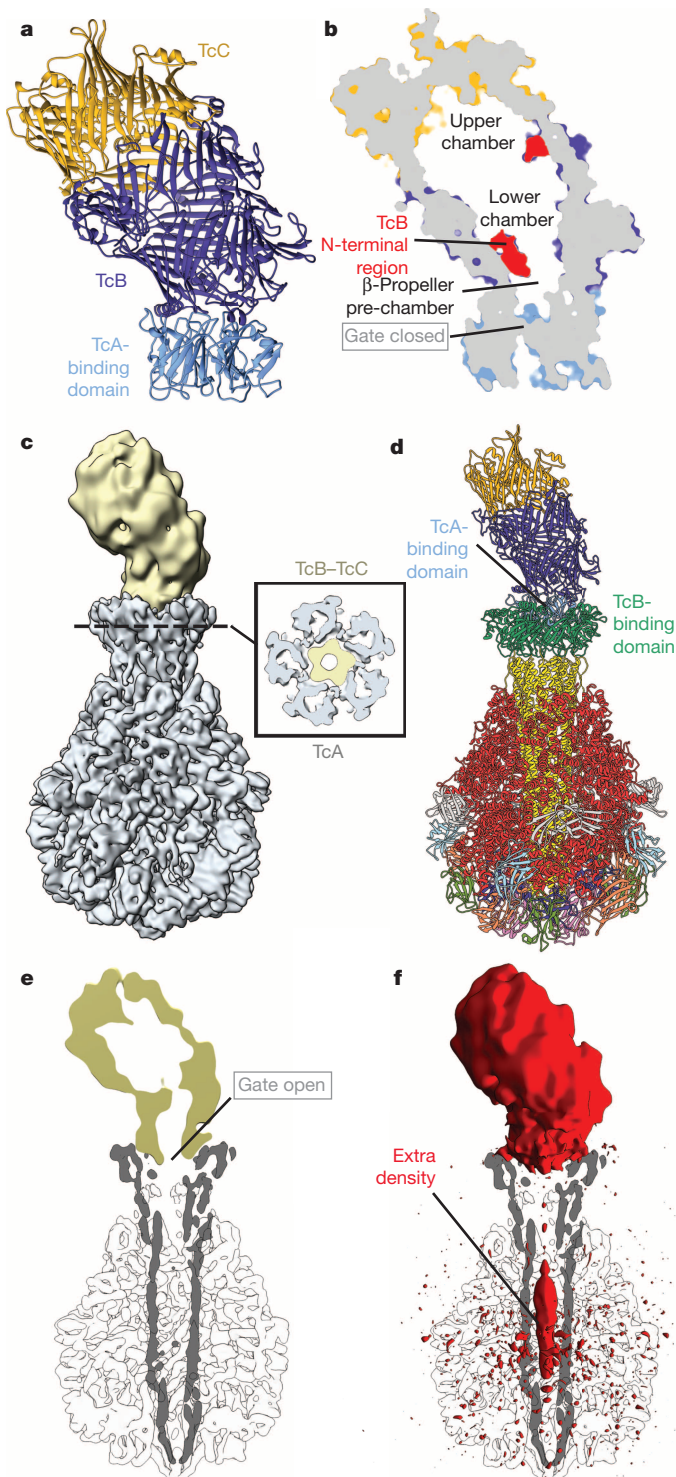 a
TcC
TcB
TcA-
binding
domain
b
Upper
chamber
Lower
chamber
TcB
N-terminal
region
β-Propeller
pre-chamber
Gate closed
c
TcB–TcC
TcA
d
TcA-
binding
domain
TcB-
binding
domain
e
Gate open
f
Extra
density